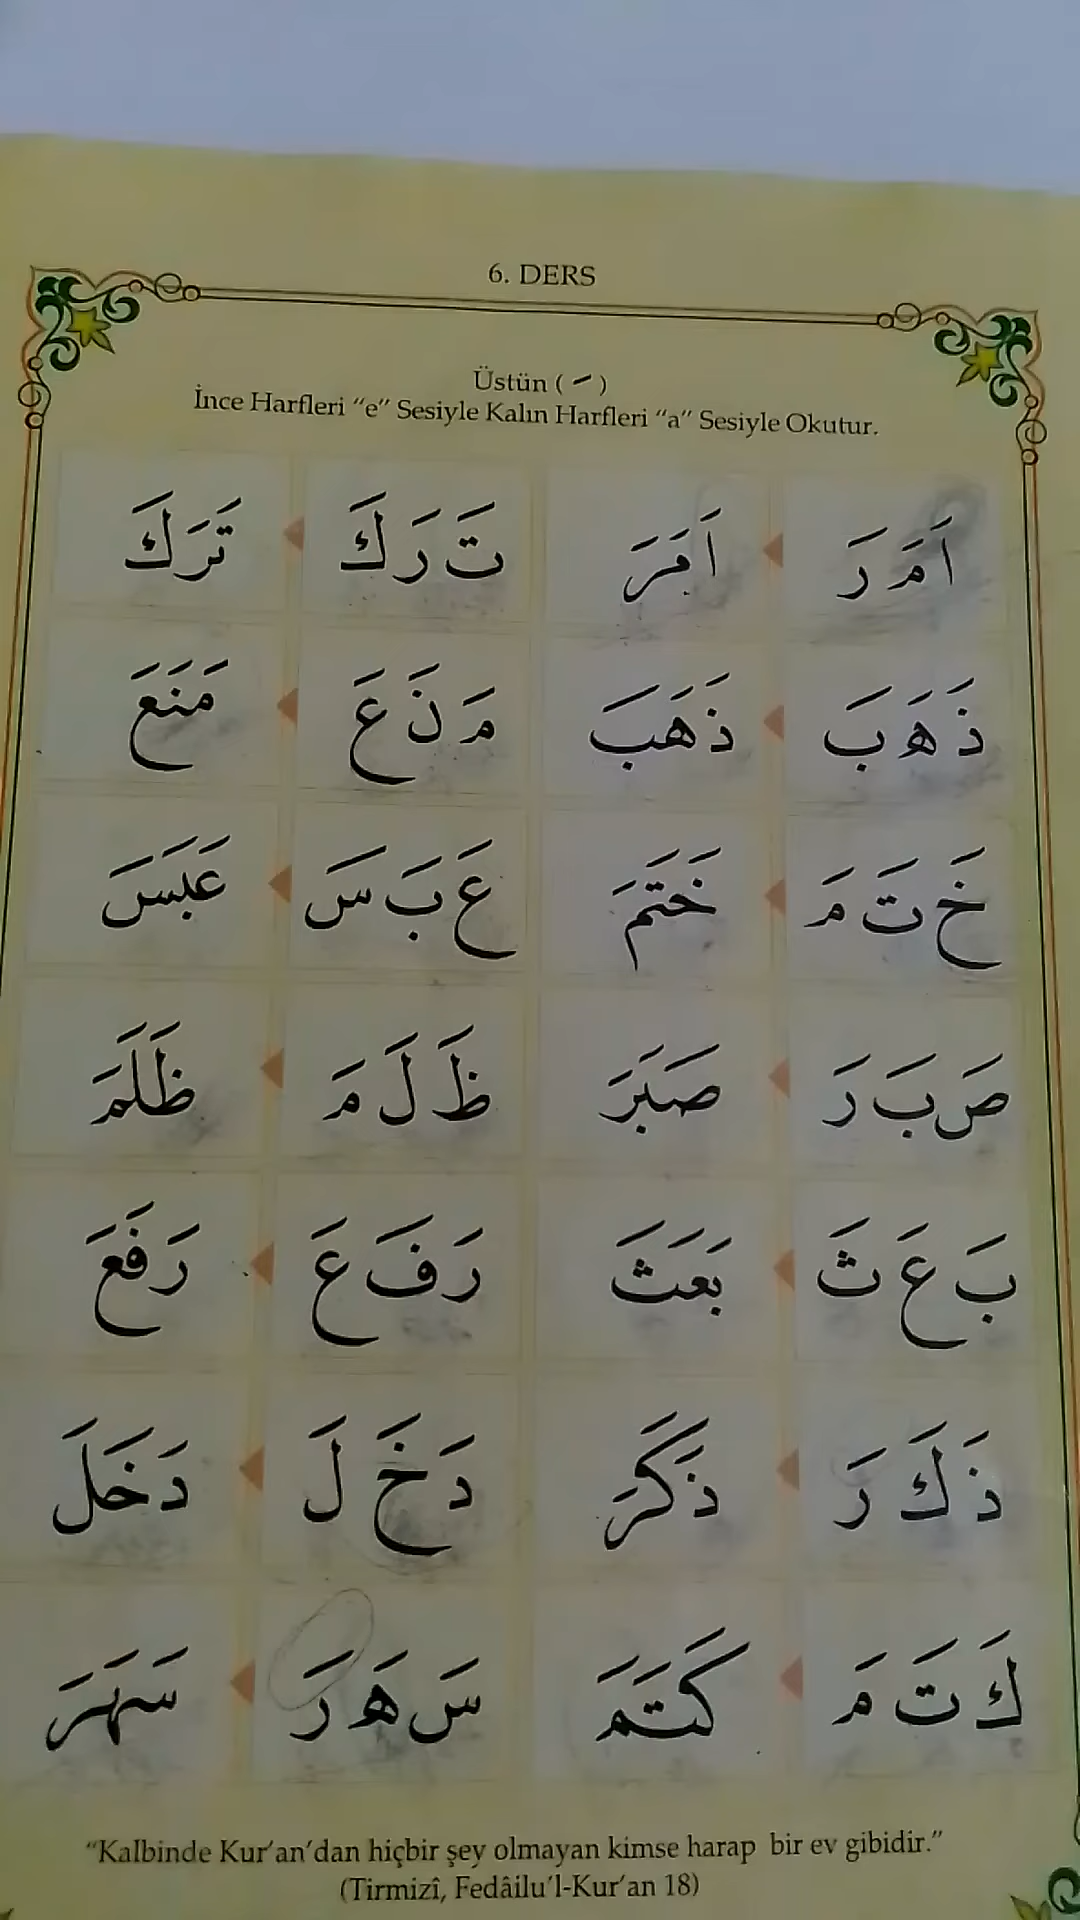 6. DERS
Üstün ( َ )
İnce Harfleri “e” Sesiyle Kalın Harfleri “a” Sesiyle Okutur.
اَ مَ رَ اَمَرَ تَ رَ كَ تَرَكَ
ذَ هَ بَ ذَهَبَ مَ نَ عَ مَنَعَ
خَ تَ مَ خَتَمَ عَ بَ سَ عَبَسَ
صَ بَ رَ صَبَرَ ظَ لَ مَ ظَلَمَ
بَ عَ ثَ بَعَثَ رَ فَ عَ رَفَعَ
ذَ كَ رَ ذَكَرَ دَ خَ لَ دَخَلَ
كَ تَ مَ كَتَمَ سَ هَ رَ سَهَرَ
“Kalbinde Kur’an’dan hiçbir şey olmayan kimse harap bir ev gibidir.”
(Tirmizî, Fedâilu’l-Kur’an 18)